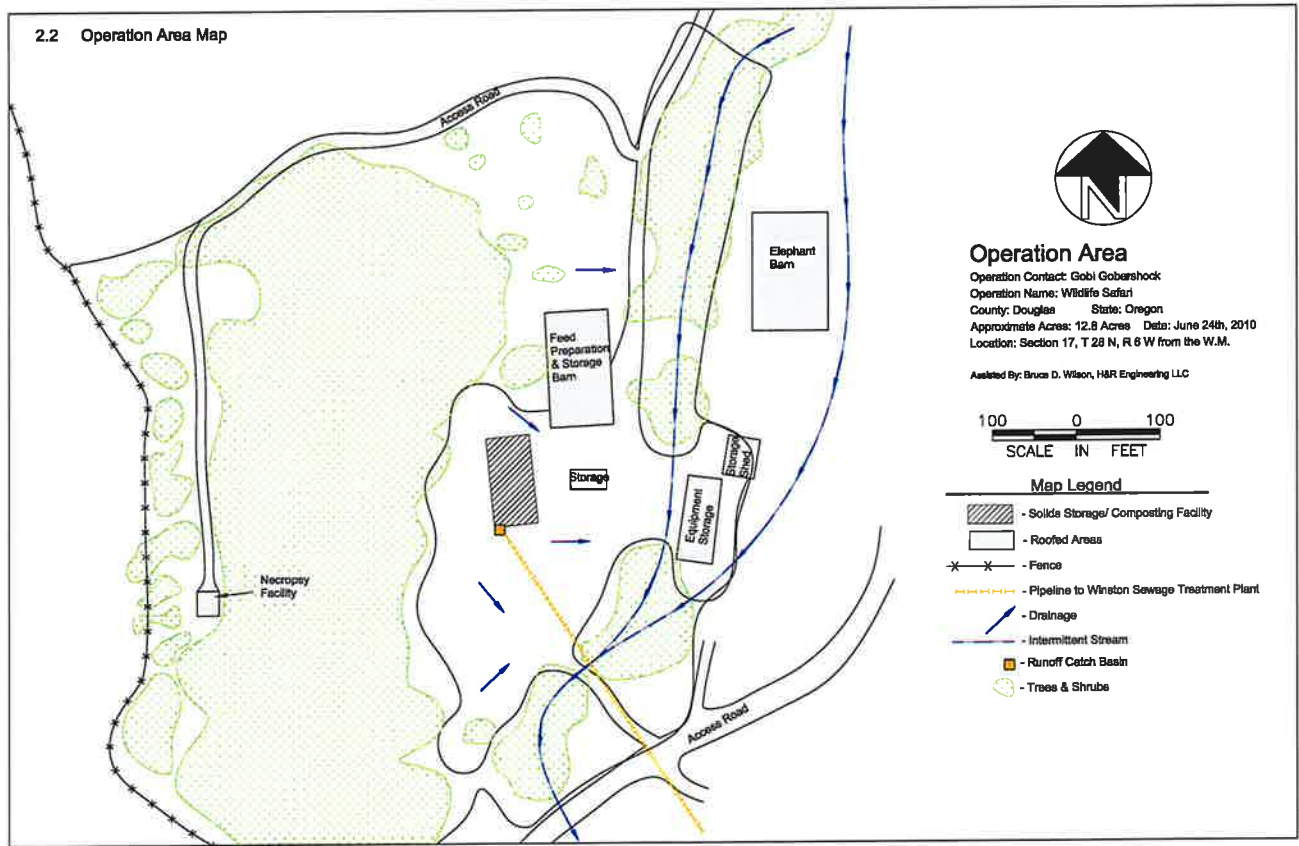 2.2 Operation Area Map
Access Road
Elephant
Barn
Feed
Preparation
& Storage
Barn
Storage
Storage
Shed
Equipment
Storage
Necropsy
Facility
Access Road
N
Operation Area
Operation Contact: Gobi Gobershock
Operation Name: Wildlife Safari
County: Douglas State: Oregon
Approximate Acres: 12.8 Acres Date: June 24th, 2010
Location: Section 17, T 28 N, R 6 W from the W.M.
Assisted By: Bruce D. Wilson, H&R Engineering LLC
100 0 100
SCALE IN FEET
Map Legend
- Solids Storage/ Composting Facility
- Roofed Areas
- Fence
- Pipeline to Winston Sewage Treatment Plant
- Drainage
- Intermittent Stream
- Runoff Catch Basin
- Trees & Shrubs